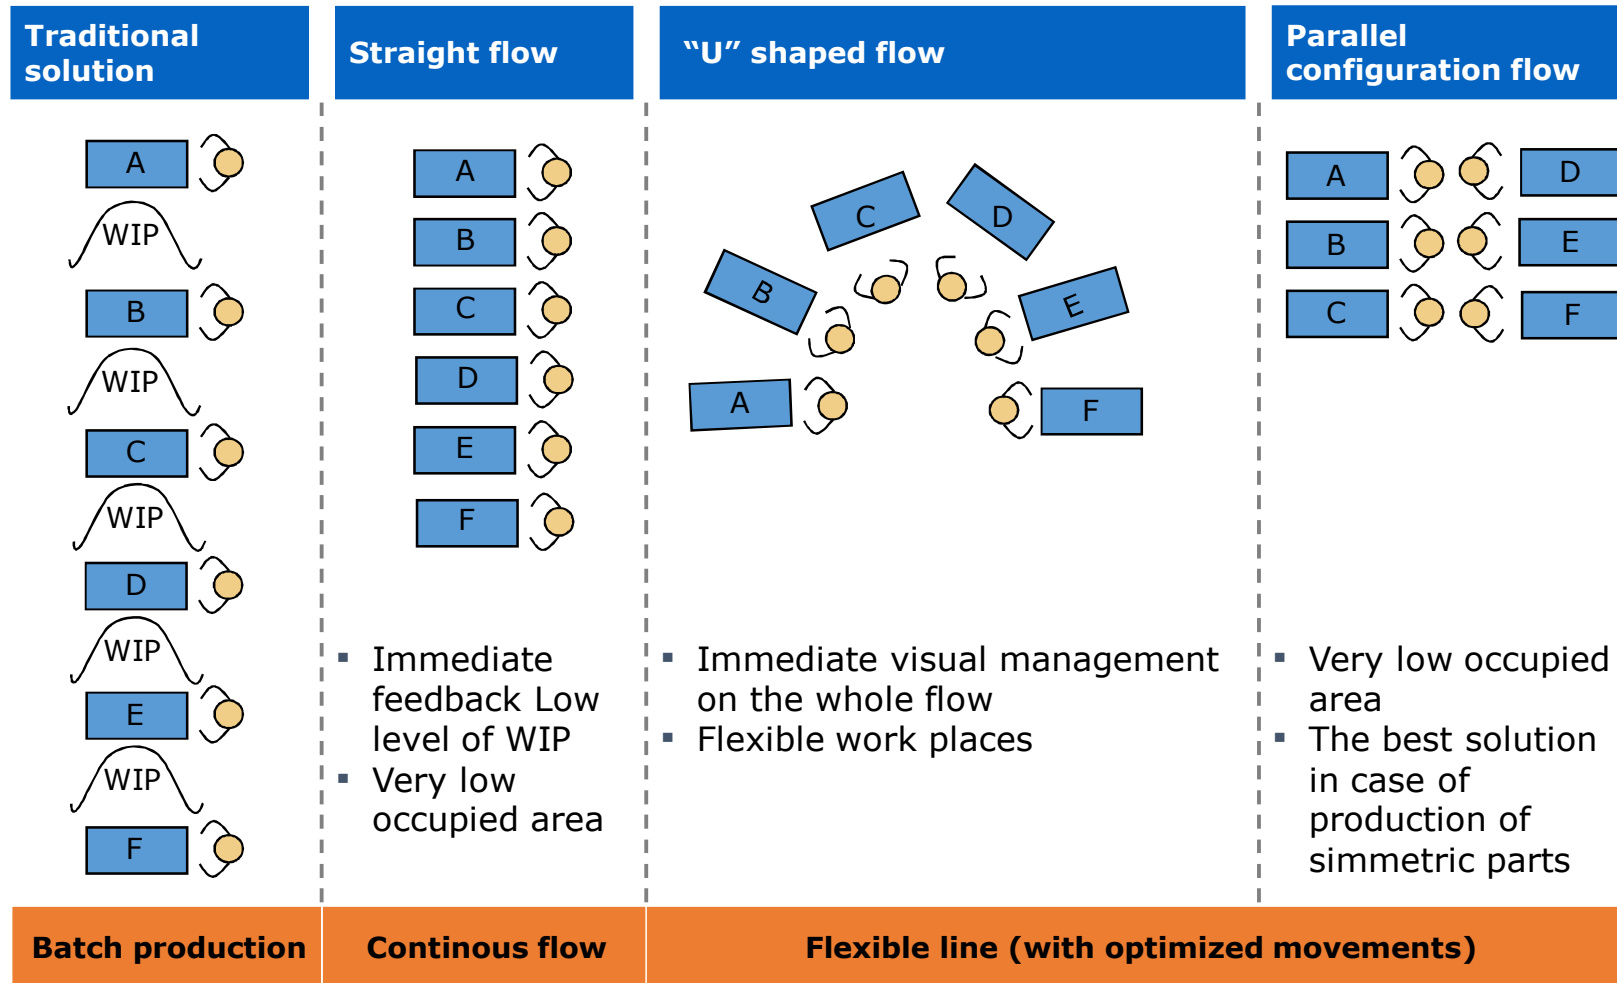 Traditional
solution
A
WIP
B
WIP
C
WIP
D
WIP
E
WIP
F
Batch production
Straight flow
A
B
C
D
E
F
▪ Immediate
feedback Low
level of WIP
▪ Very low
occupied area
Continous flow
“U” shaped flow
A
B
C
D
E
F
▪ Immediate visual management
on the whole flow
▪ Flexible work places
Parallel
configuration flow
A
D
B
E
C
F
▪ Very low occupied
area
▪ The best solution
in case of
production of
simmetric parts
Flexible line (with optimized movements)